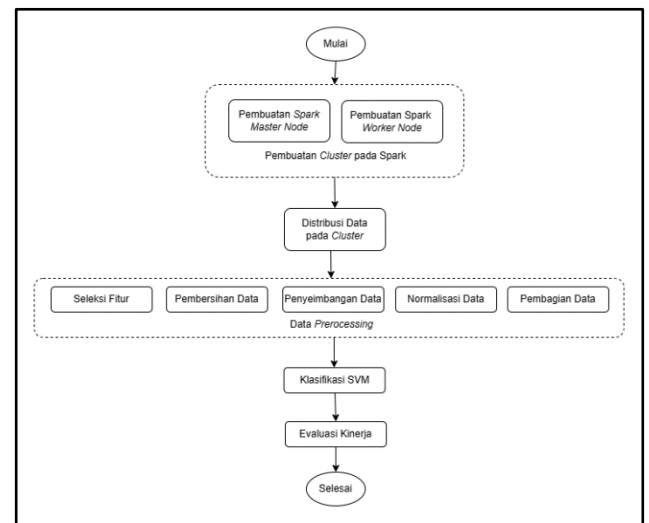 Mulai
Pembuatan Spark
Master Node
Pembuatan Spark
Worker Node
Pembuatan Cluster pada Spark
Distribusi Data
pada Cluster
Seleksi Fitur
Pembersihan Data
Penyeimbangan Data
Normalisasi Data
Pembagian Data
Data Prerocessing
Klasifikasi SVM
Evaluasi Kinerja
Selesai